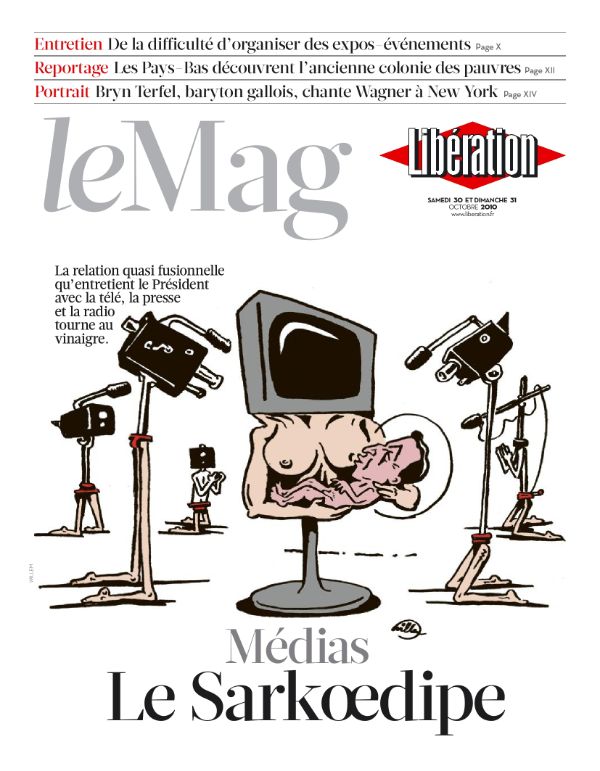 Entretien De la difficulté d'organiser des expos-événements Page X
Reportage Les Pays-Bas découvrent l'ancienne colonie des pauvres Page XII
Portrait Bryn Terfel, baryton gallois, chante Wagner à New York Page XIV
leMag
Libération
SAMEDI 30 ET DIMANCHE 31
OCTOBRE 2010
www.liberation.fr
La relation quasi fusionnelle
qu'entretient le Président
avec la télé, la presse
et la radio
tourne au
vinaigre.
WILLEM
Médias
Le Sarkœdipe